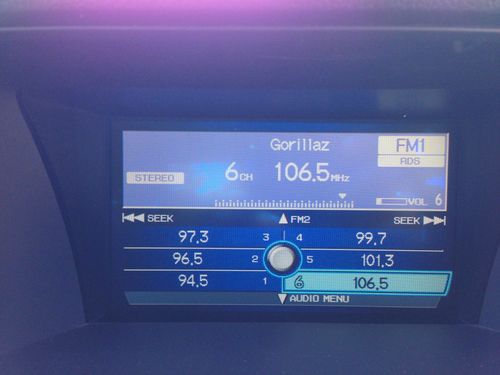 Gorillaz FM1
RDS
STEREO 6CH 106.5MHz
VOL 6
SEEK FM2 SEEK
97.3 3 4 99.7
96.5 2 5 101.3
94.5 1 6 106.5
AUDIO MENU